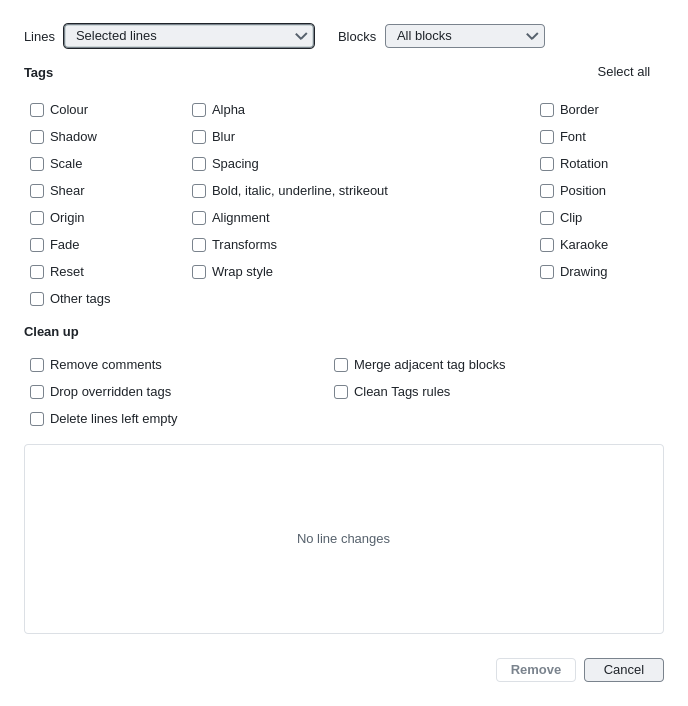 Lines Selected lines Blocks All blocks
Tags Select all
Colour Alpha Border
Shadow Blur Font
Scale Spacing Rotation
Shear Bold, italic, underline, strikeout Position
Origin Alignment Clip
Fade Transforms Karaoke
Reset Wrap style Drawing
Other tags
Clean up
Remove comments Merge adjacent tag blocks
Drop overridden tags Clean Tags rules
Delete lines left empty
No line changes
Remove Cancel